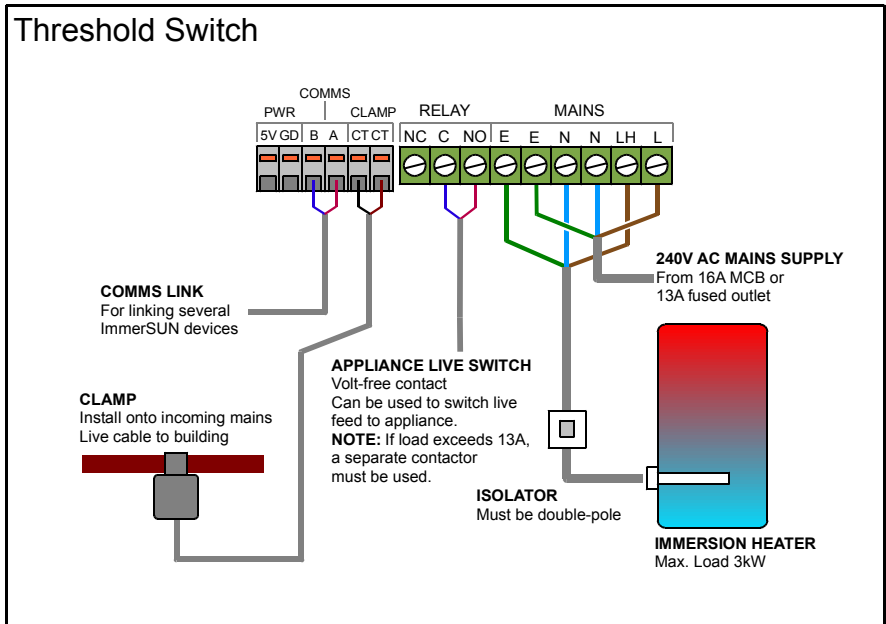 Threshold Switch
COMMS
PWR CLAMP RELAY MAINS
5V GD B A CT CT NC C NO E E N N LH L
240V AC MAINS SUPPLY
From 16A MCB or
13A fused outlet
COMMS LINK
For linking several
ImmerSUN devices
APPLIANCE LIVE SWITCH
Volt-free contact
Can be used to switch live
feed to appliance.
NOTE: If load exceeds 13A,
a separate contactor
must be used.
CLAMP
Install onto incoming mains
Live cable to building
ISOLATOR
Must be double-pole
IMMERSION HEATER
Max. Load 3kW